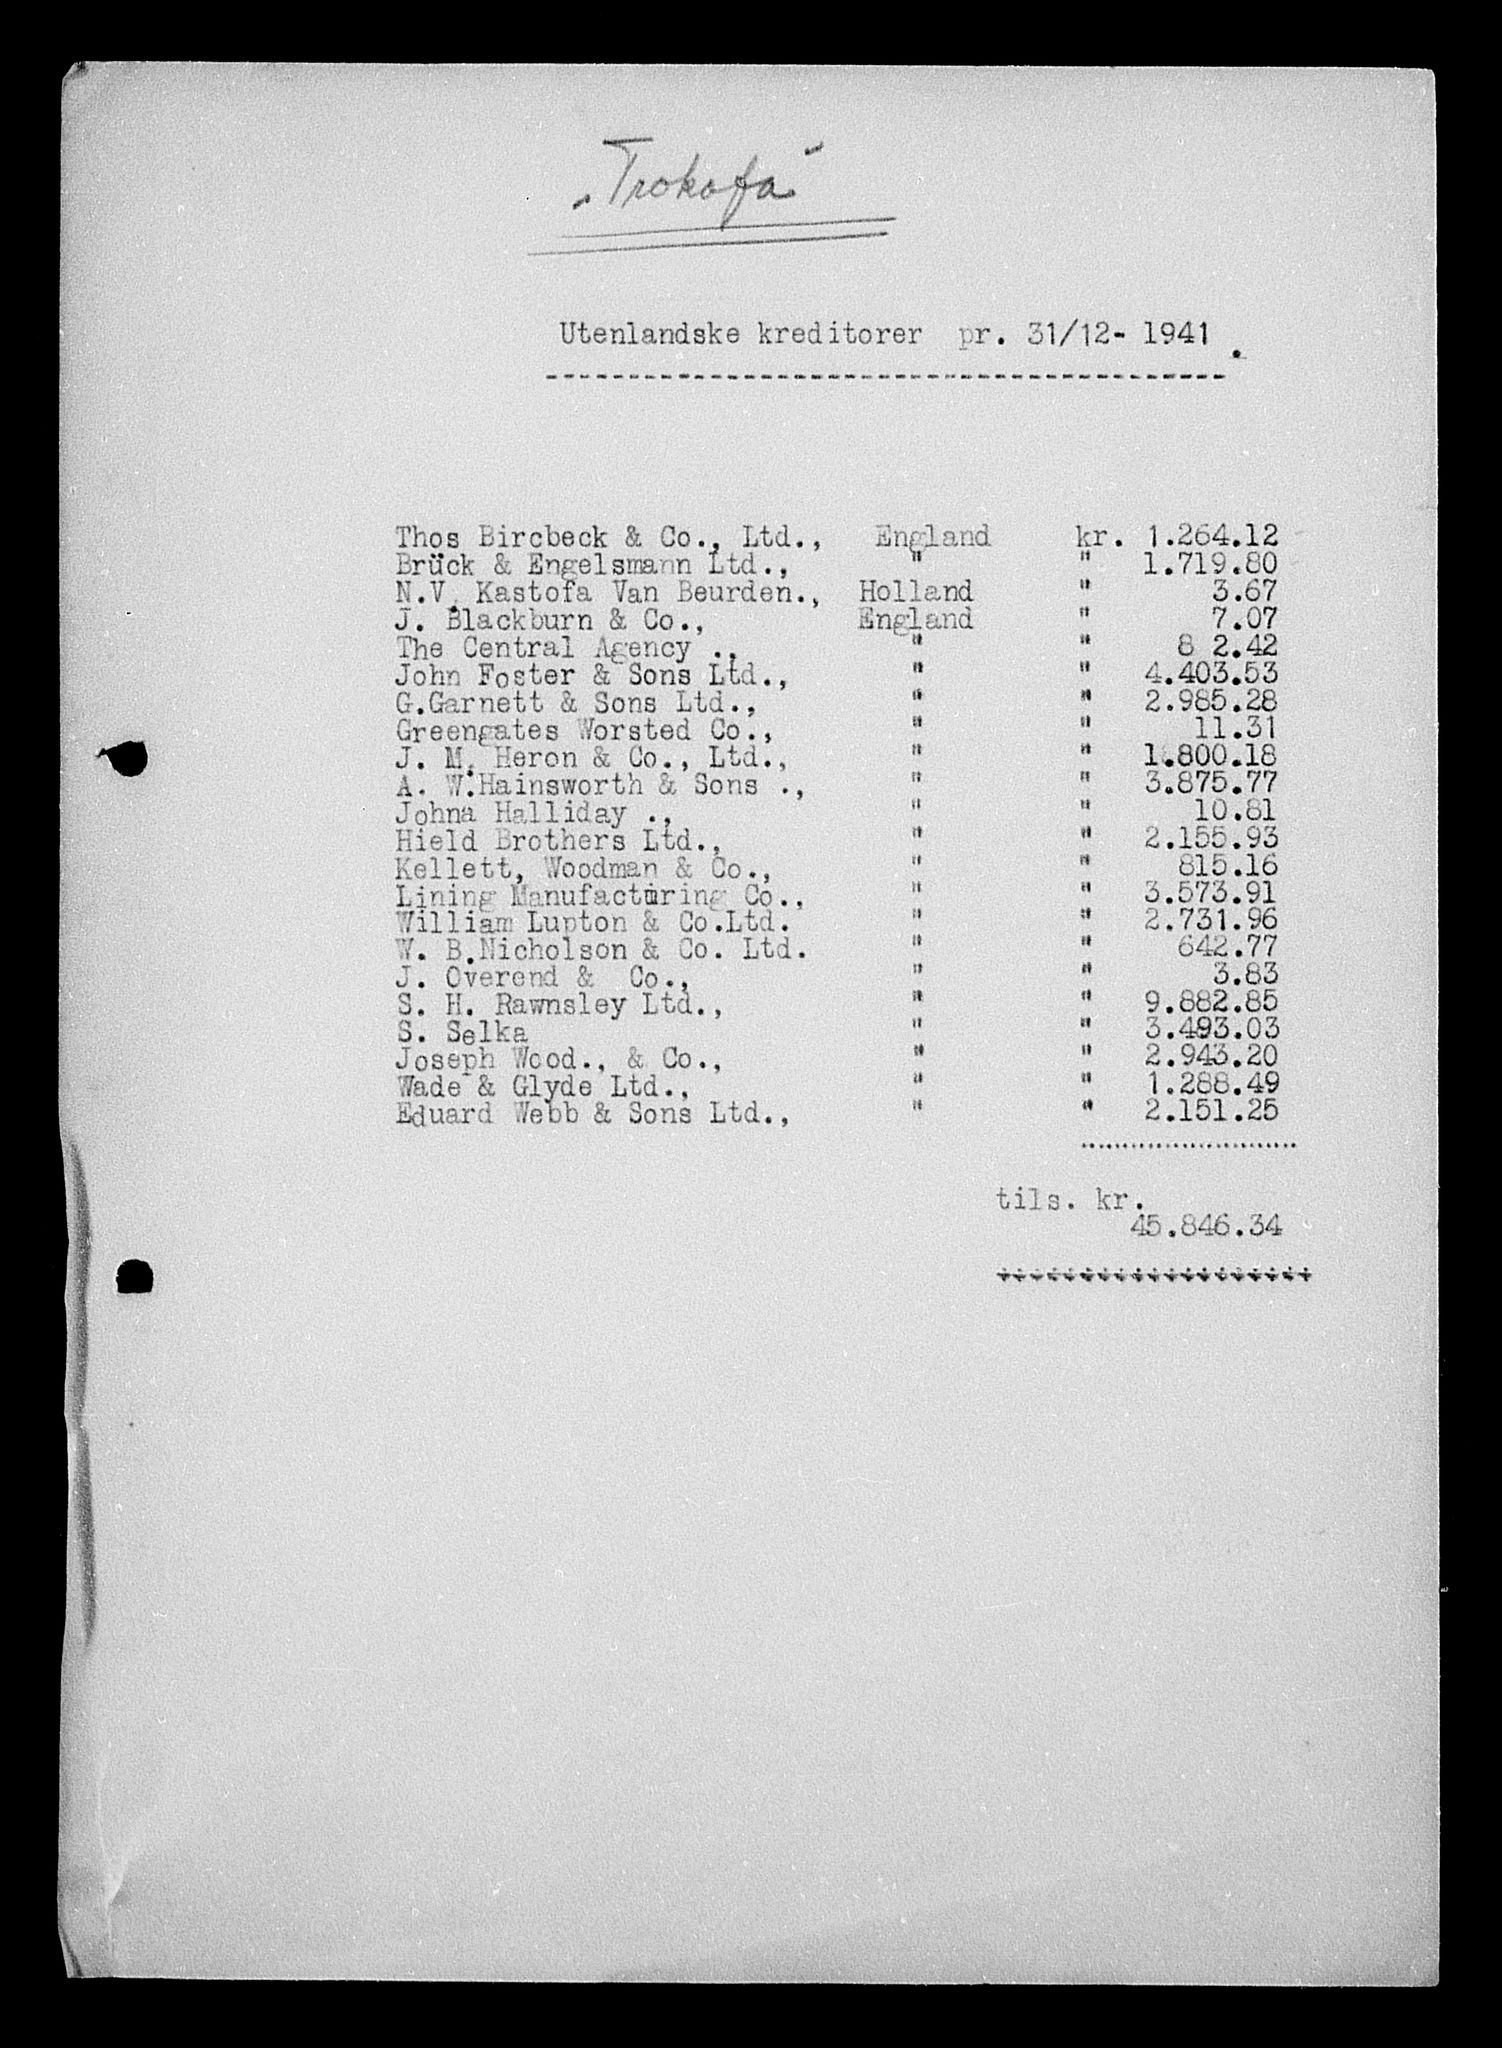 "Trokofa"
Utenlandske kreditorer pr. 31/12- 1941.
Thos Bircbeck & Co., Ltd., England kr. 1.264.12
Brück & Engelsmann Ltd., " " 1.719.80
N.V. Kastofa Van Beurden., Holland " 3.67
J. Blackburn & Co., England " 7.07
The Central Agency ., " " 8 2.42
John Foster & Sons Ltd., " " 4.403.53
G.Garnett & Sons Ltd., " " 2.985.28
Greengates Worsted Co., " " 11.31
J. M. Heron & Co., Ltd., " " 1.800.18
A. W.Hainsworth & Sons ., " " 3.875.77
Johna Halliday ., " " 10.81
Hield Brothers Ltd., " " 2.155.93
Kellett, Woodman & Co., " " 815.16
Lining Manufacturing Co., " " 3.573.91
William Lupton & Co.Ltd. " " 2.731.96
W. B.Nicholson & Co. Ltd. " " 642.77
J. Overend & Co., " " 3.83
S. H. Rawnsley Ltd., " " 9.882.85
S. Selka " " 3.493.03
Joseph Wood., & Co., " " 2.943.20
Wade & Glyde Ltd., " " 1.288.49
Eduard Webb & Sons Ltd., " " 2.151.25
tils. kr.
45.846.34